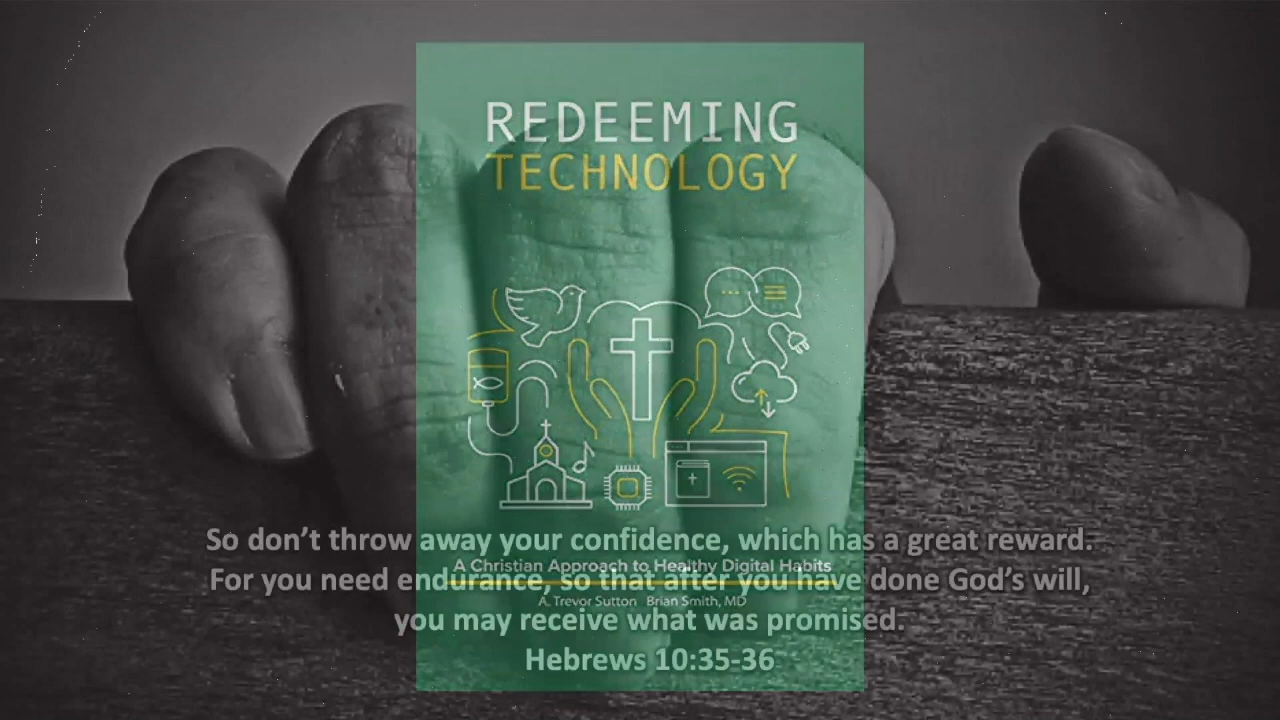 REDEEMING
TECHNOLOGY
So don’t throw away your confidence, which has a great reward.
A Christian Approach to Healthy Digital Habits
For you need endurance, so that after you have done God’s will,
A. Trevor Sutton Brian Smith, MD
you may receive what was promised.
Hebrews 10:35-36